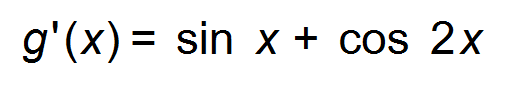 g'(x) = sin x + cos 2x